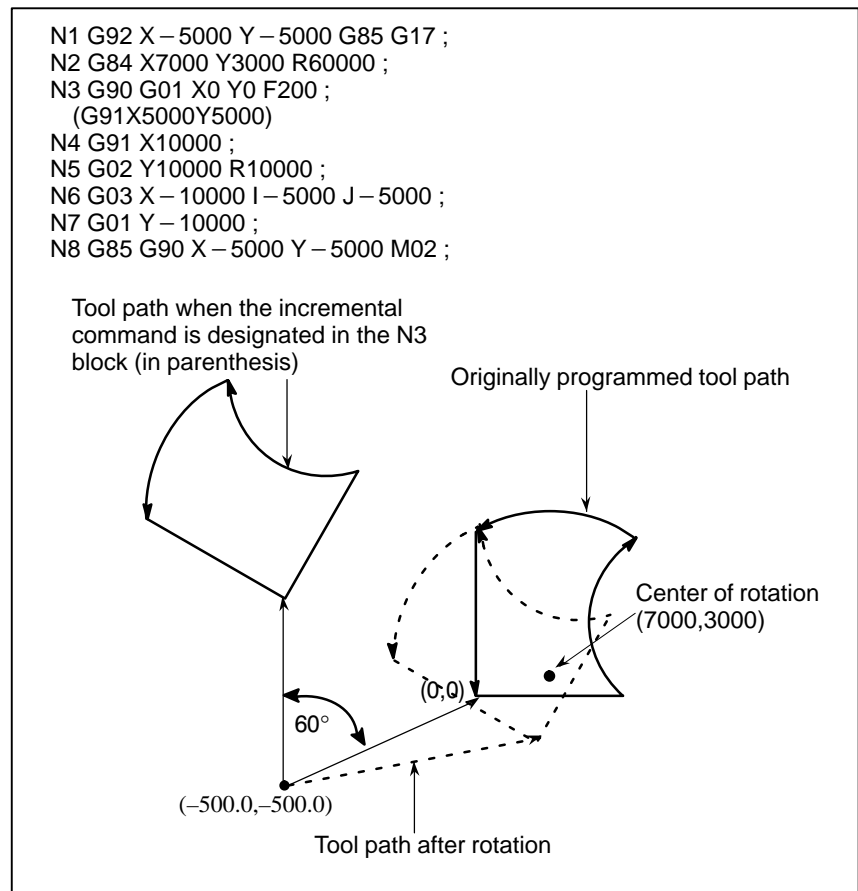 N1 G92 X−5000 Y−5000 G85 G17 ;
N2 G84 X7000 Y3000 R60000 ;
N3 G90 G01 X0 Y0 F200 ;
(G91X5000Y5000)
N4 G91 X10000 ;
N5 G02 Y10000 R10000 ;
N6 G03 X−10000 I−5000 J−5000 ;
N7 G01 Y−10000 ;
N8 G85 G90 X−5000 Y−5000 M02 ;
Tool path when the incremental
command is designated in the N3
block (in parenthesis)
Originally programmed tool path
Center of rotation
(7000,3000)
(0,0)
60°
(–500.0,–500.0)
Tool path after rotation